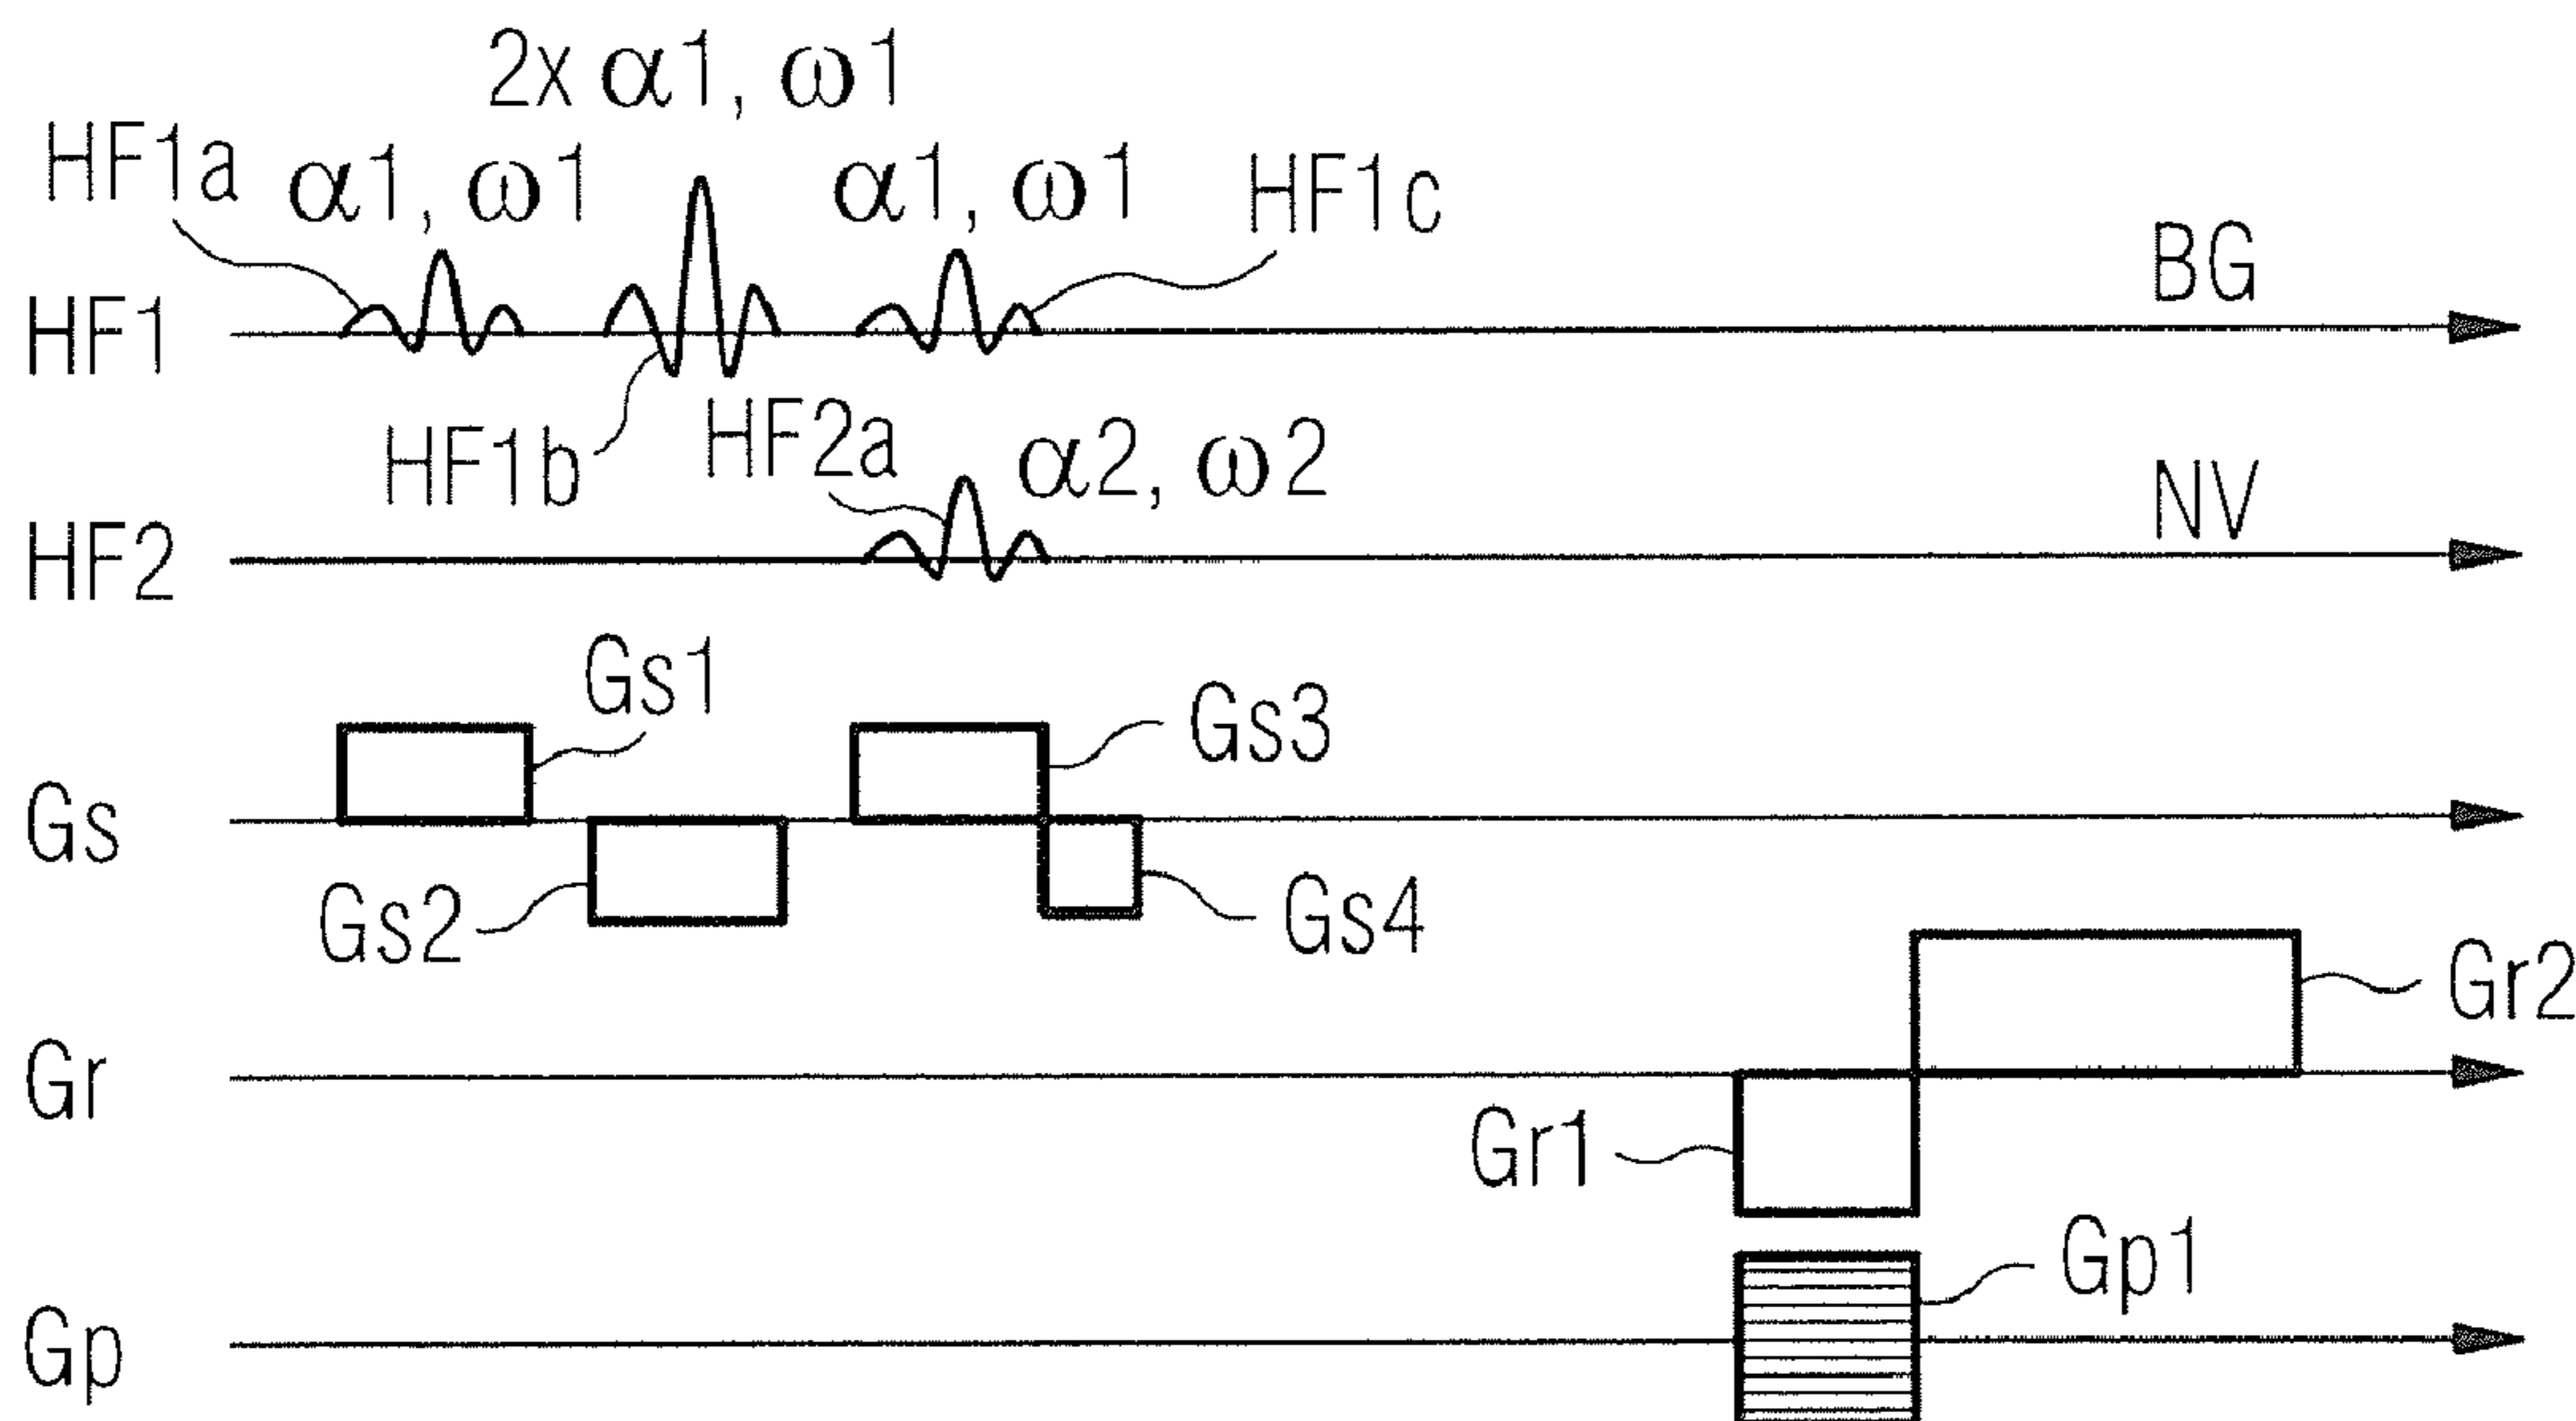 2x α1, ω1
HF1a
α1, ω1
α1, ω1
HF1c
BG
HF1
HF1b
HF2a
α2, ω2
NV
HF2
Gs1
Gs3
Gs
Gs2
Gs4
Gr2
Gr
Gr1
Gp1
Gp